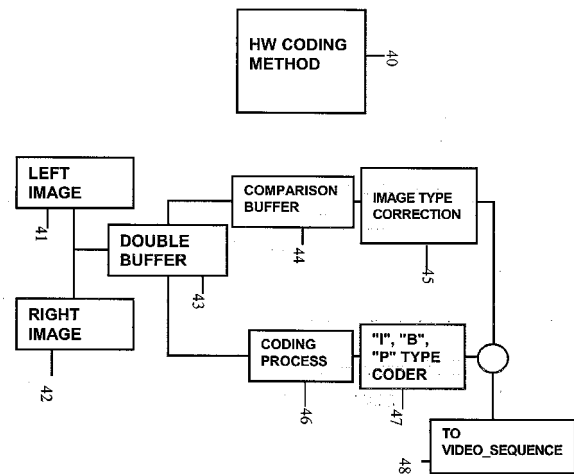 HW CODING
METHOD
40
LEFT
IMAGE
41
COMPARISON
BUFFER
44
IMAGE TYPE
CORRECTION
45
DOUBLE
BUFFER
43
RIGHT
IMAGE
42
CODING
PROCESS
46
"I", "B",
"P" TYPE
CODER
47
TO
VIDEO_SEQUENCE
48